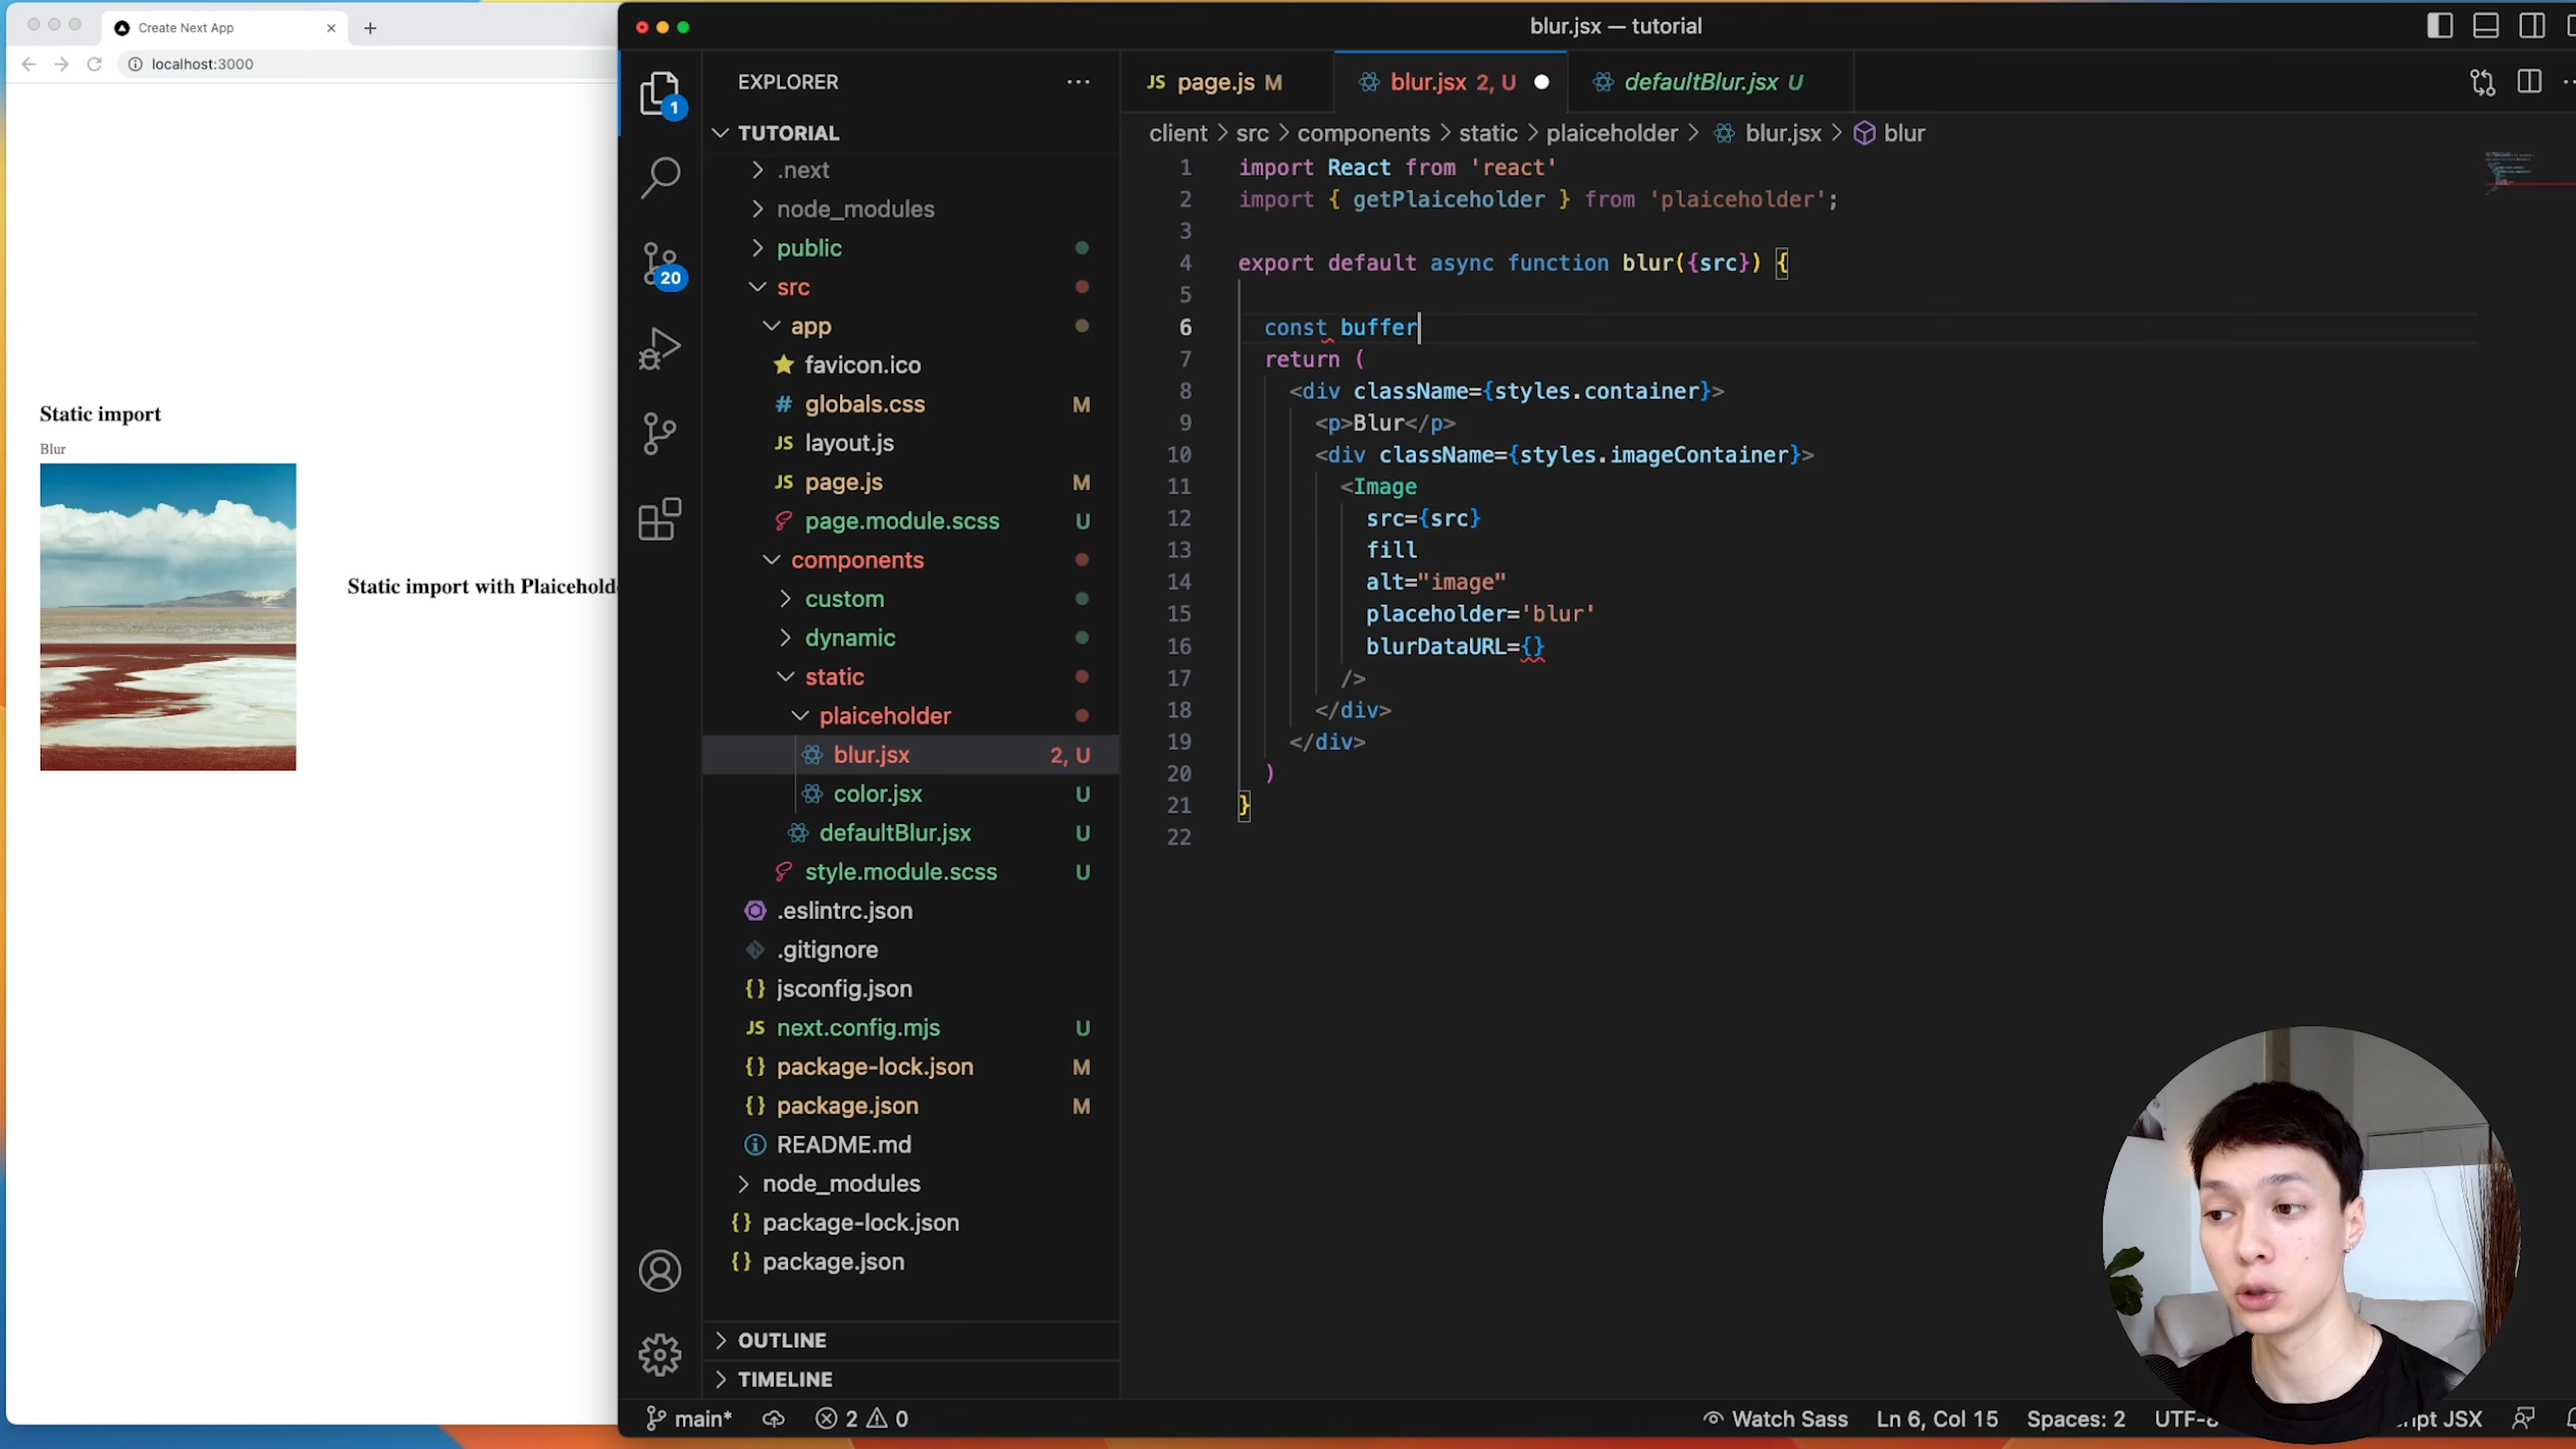 Create Next App
localhost:3000
Static import
Blur
Static import with Plaiceholde
blur.jsx — tutorial
EXPLORER
TUTORIAL
.next
node_modules
public
src
app
favicon.ico
globals.css M
layout.js
page.js M
page.module.scss U
components
custom
dynamic
static
plaiceholder
blur.jsx 2, U
color.jsx U
defaultBlur.jsx U
style.module.scss U
.eslintrc.json
.gitignore
jsconfig.json
next.config.mjs U
package-lock.json M
package.json M
README.md
node_modules
package-lock.json
package.json
OUTLINE
TIMELINE
1
20
JS page.js M
blur.jsx 2, U
defaultBlur.jsx U
client > src > components > static > plaiceholder > blur.jsx > blur
1 import React from 'react'
2 import { getPlaiceholder } from 'plaiceholder';
3
4 export default async function blur({src}) {
5
6 const buffer
7 return (
8 <div className={styles.container}>
9 <p>Blur</p>
10 <div className={styles.imageContainer}>
11 <Image
12 src={src}
13 fill
14 alt="image"
15 placeholder='blur'
16 blurDataURL={}
17 />
18 </div>
19 </div>
20 )
21 }
22
main* 2 0
Watch Sass Ln 6, Col 15 Spaces: 2 UTF-8 ript JSX